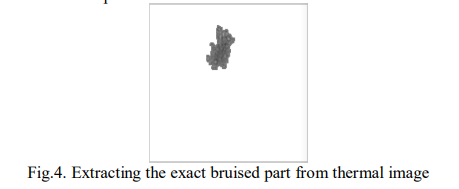 Fig.4. Extracting the exact bruised part from thermal image